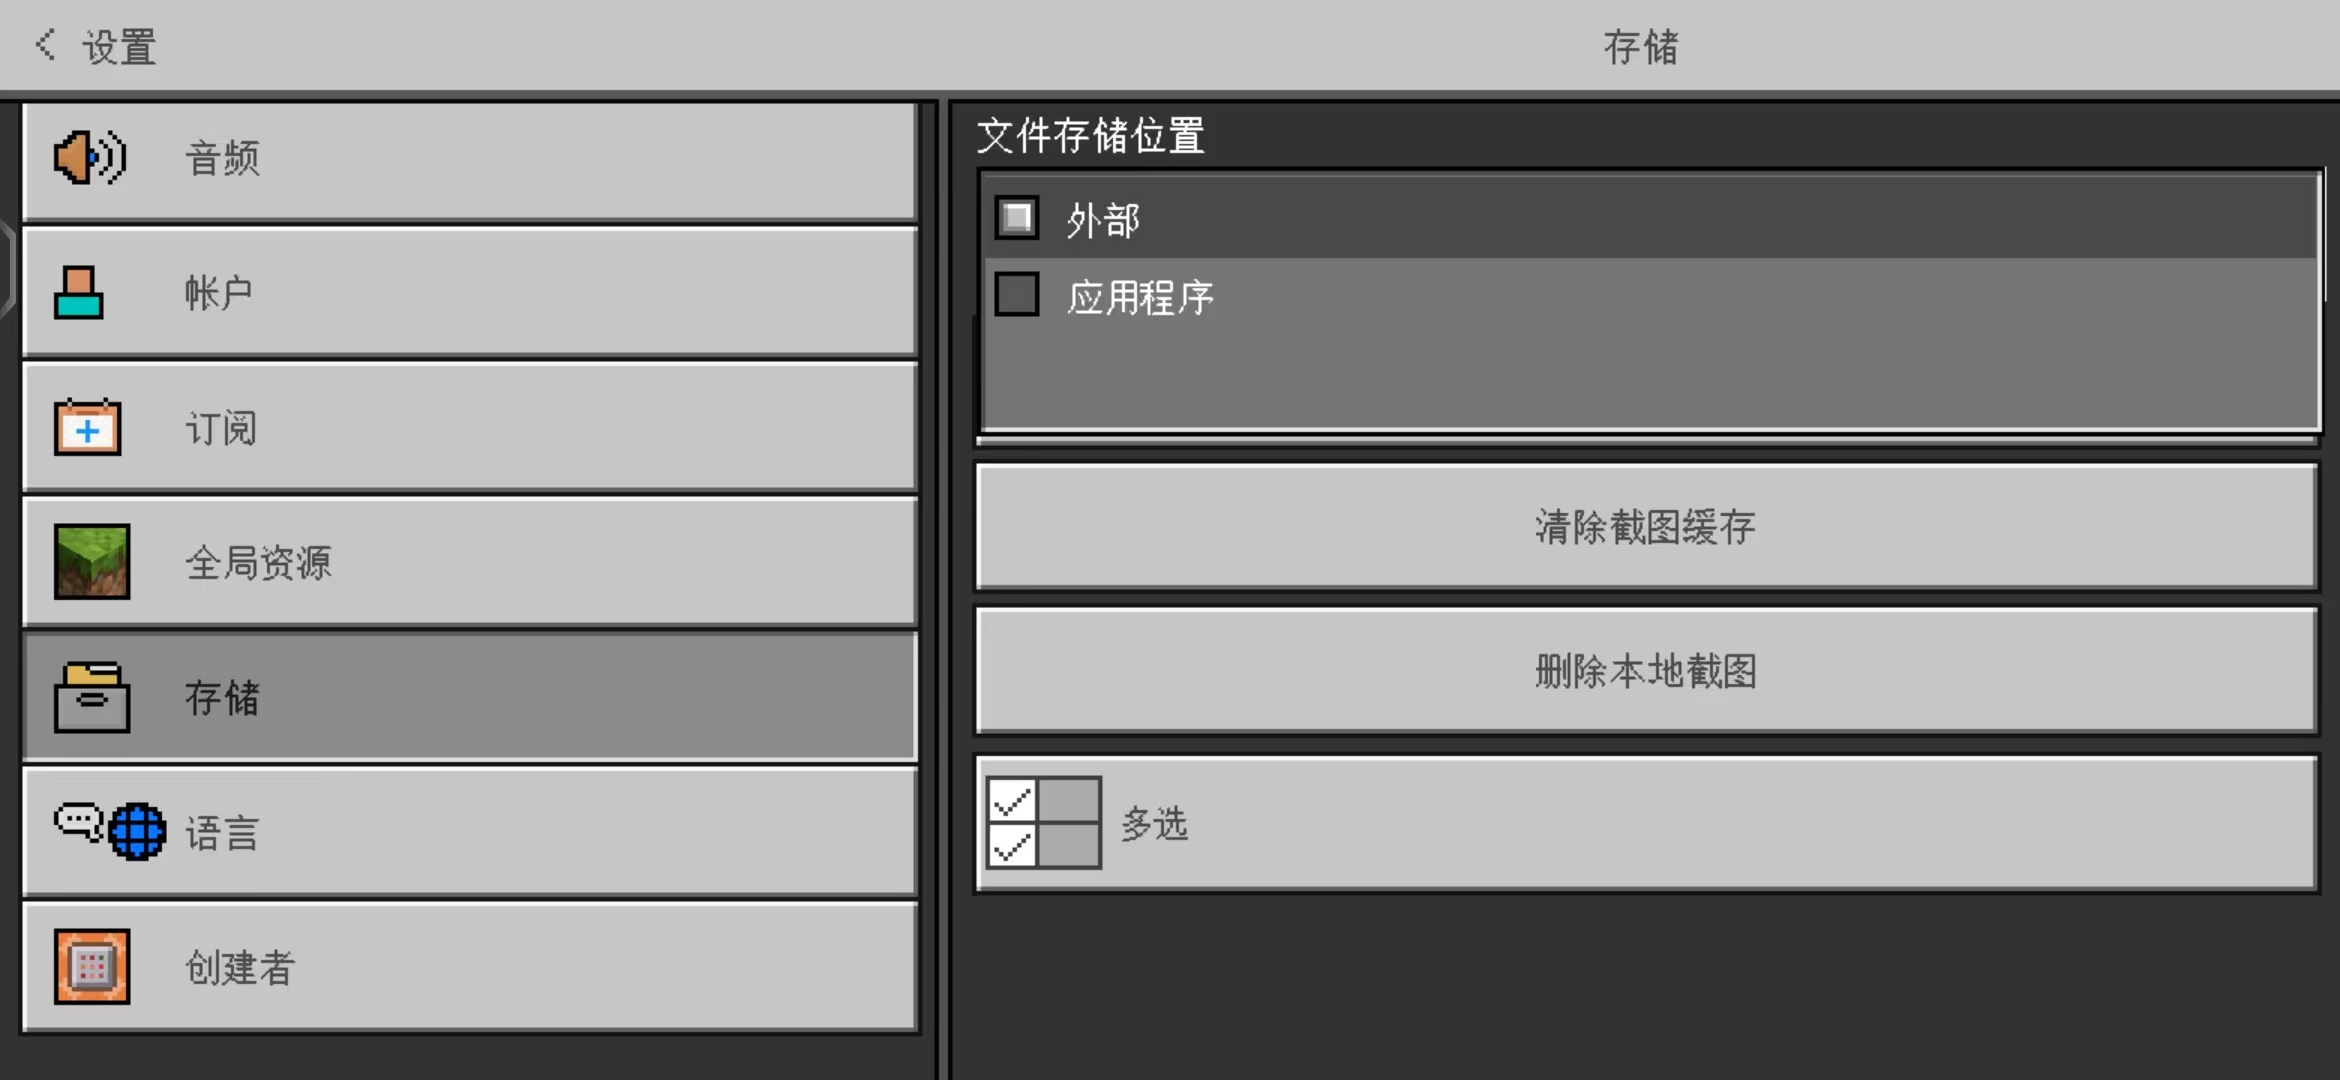 设置
存储
音频
帐户
订阅
全局资源
存储
语言
创建者
文件存储位置
外部
应用程序
清除截图缓存
删除本地截图
多选